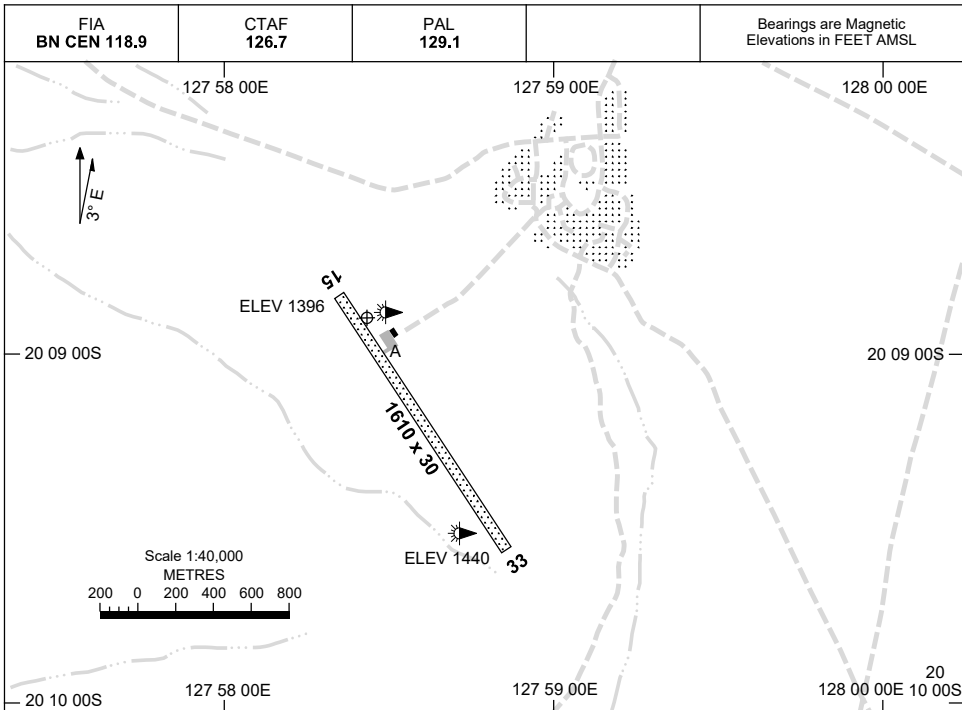 FIA
BN CEN 118.9
CTAF
126.7
PAL
129.1
Bearings are Magnetic
Elevations in FEET AMSL
127 58 00E
127 59 00E
128 00 00E
3° E
15
ELEV 1396
A
20 09 00S
20 09 00S
1610 x 30
ELEV 1440
33
Scale 1:40,000
METRES
200 0 200 400 600 800
20 10 00S
127 58 00E
127 59 00E
128 00 00E
20
10 00S